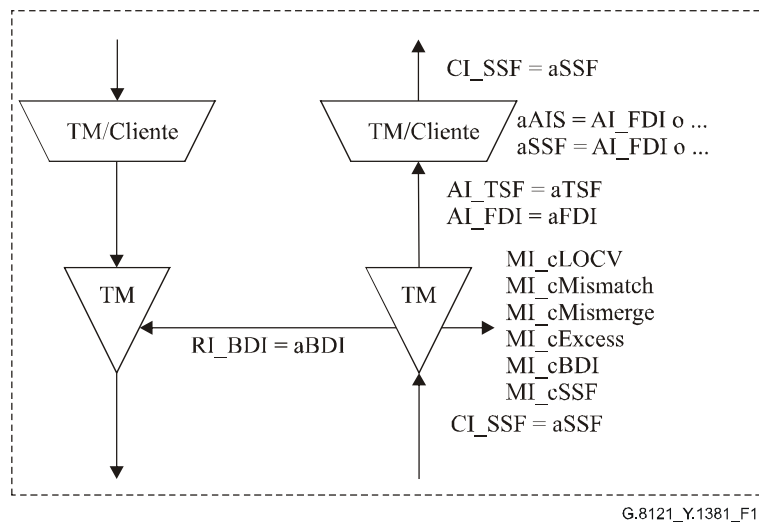 CI_SSF = aSSF
TM/Cliente
TM/Cliente
aAIS = AI_FDI o ...
aSSF = AI_FDI o ...
AI_TSF = aTSF
AI_FDI = aFDI
TM
TM
MI_cLOCV
MI_cMismatch
MI_cMismerge
MI_cExcess
MI_cBDI
MI_cSSF
RI_BDI = aBDI
CI_SSF = aSSF
G.8121_Y.1381_F1